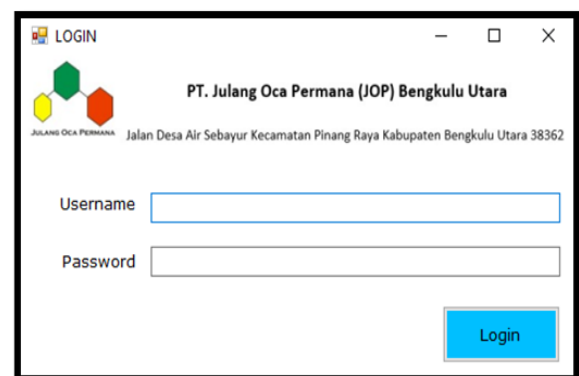 LOGIN
PT. Julang Oca Permana (JOP) Bengkulu Utara
JULANG OCA PERMANA
Jalan Desa Air Sebayur Kecamatan Pinang Raya Kabupaten Bengkulu Utara 38362
Username
Password
Login